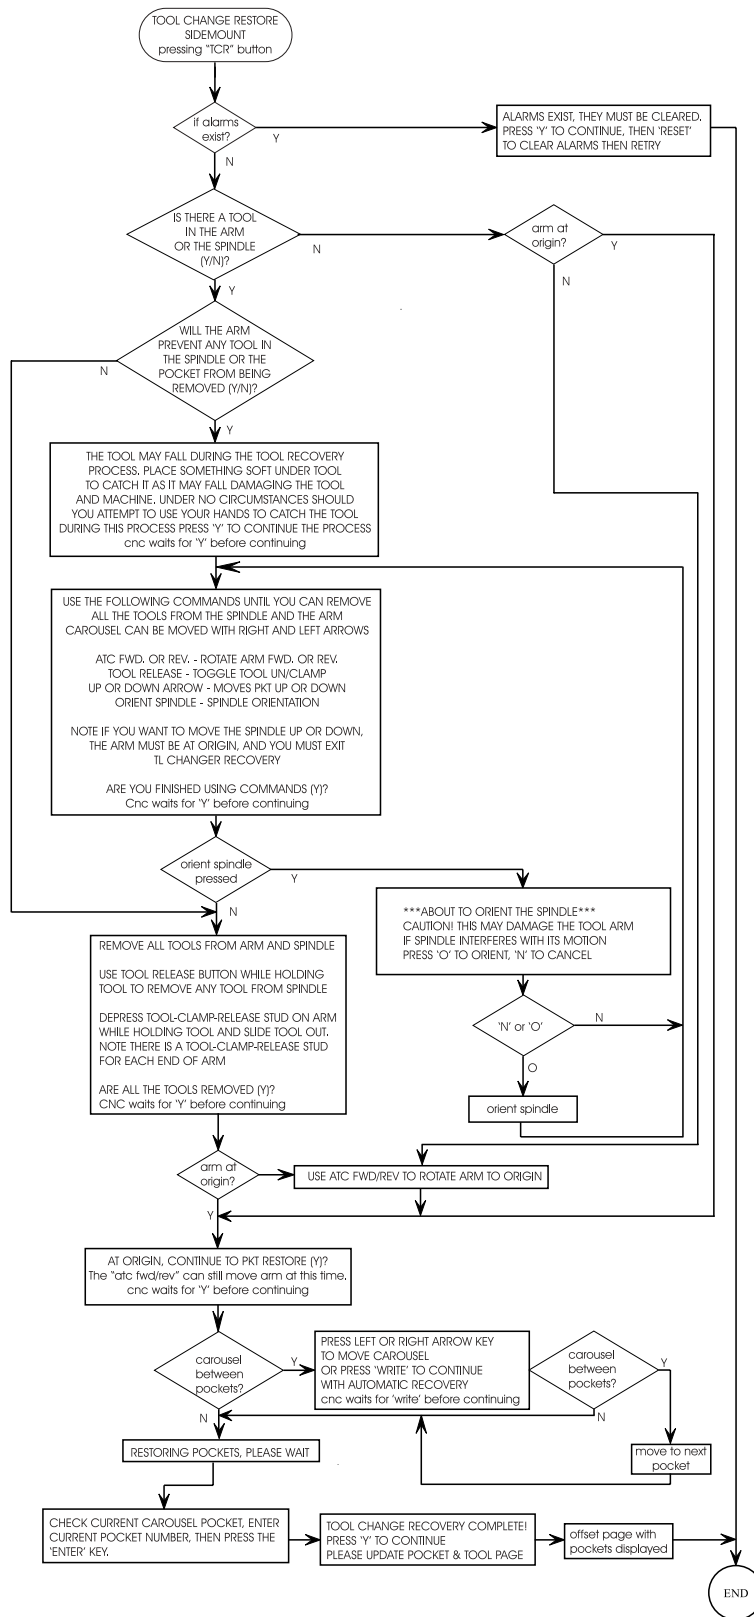 TOOL CHANGE RESTORE
SIDEMOUNT
pressing "TCR" button
if alarms
exist?
Y
N
ALARMS EXIST, THEY MUST BE CLEARED.
PRESS 'Y' TO CONTINUE, THEN 'RESET'
TO CLEAR ALARMS THEN RETRY
IS THERE A TOOL
IN THE ARM
OR THE SPINDLE
(Y/N)?
N
Y
arm at
origin?
Y
N
WILL THE ARM
PREVENT ANY TOOL IN
THE SPINDLE OR THE
POCKET FROM BEING
REMOVED (Y/N)?
N
Y
THE TOOL MAY FALL DURING THE TOOL RECOVERY
PROCESS. PLACE SOMETHING SOFT UNDER TOOL
TO CATCH IT AS IT MAY FALL DAMAGING THE TOOL
AND MACHINE. UNDER NO CIRCUMSTANCES SHOULD
YOU ATTEMPT TO USE YOUR HANDS TO CATCH THE TOOL
DURING THIS PROCESS PRESS 'Y' TO CONTINUE THE PROCESS
cnc waits for 'Y' before continuing
USE THE FOLLOWING COMMANDS UNTIL YOU CAN REMOVE
ALL THE TOOLS FROM THE SPINDLE AND THE ARM
CAROUSEL CAN BE MOVED WITH RIGHT AND LEFT ARROWS
ATC FWD. OR REV. - ROTATE ARM FWD. OR REV.
TOOL RELEASE - TOGGLE TOOL UN/CLAMP
UP OR DOWN ARROW - MOVES PKT UP OR DOWN
ORIENT SPINDLE - SPINDLE ORIENTATION
NOTE IF YOU WANT TO MOVE THE SPINDLE UP OR DOWN,
THE ARM MUST BE AT ORIGIN, AND YOU MUST EXIT
TL CHANGER RECOVERY
ARE YOU FINISHED USING COMMANDS (Y)?
Cnc waits for 'Y' before continuing
orient spindle
pressed
Y
N
***ABOUT TO ORIENT THE SPINDLE***
CAUTION! THIS MAY DAMAGE THE TOOL ARM
IF SPINDLE INTERFERES WITH ITS MOTION
PRESS 'O' TO ORIENT, 'N' TO CANCEL
'N' or 'O'
N
O
orient spindle
REMOVE ALL TOOLS FROM ARM AND SPINDLE
USE TOOL RELEASE BUTTON WHILE HOLDING
TOOL TO REMOVE ANY TOOL FROM SPINDLE
DEPRESS TOOL-CLAMP-RELEASE STUD ON ARM
WHILE HOLDING TOOL AND SLIDE TOOL OUT.
NOTE THERE IS A TOOL-CLAMP-RELEASE STUD
FOR EACH END OF ARM
ARE ALL THE TOOLS REMOVED (Y)?
CNC waits for 'Y' before continuing
arm at
origin?
Y
USE ATC FWD/REV TO ROTATE ARM TO ORIGIN
AT ORIGIN, CONTINUE TO PKT RESTORE (Y)?
The "atc fwd/rev" can still move arm at this time.
cnc waits for 'Y' before continuing
carousel
between
pockets?
Y
N
PRESS LEFT OR RIGHT ARROW KEY
TO MOVE CAROUSEL
OR PRESS 'WRITE' TO CONTINUE
WITH AUTOMATIC RECOVERY
cnc waits for 'write' before continuing
carousel
between
pockets?
Y
N
move to next
pocket
RESTORING POCKETS, PLEASE WAIT
CHECK CURRENT CAROUSEL POCKET, ENTER
CURRENT POCKET NUMBER, THEN PRESS THE
'ENTER' KEY.
TOOL CHANGE RECOVERY COMPLETE!
PRESS 'Y' TO CONTINUE
PLEASE UPDATE POCKET & TOOL PAGE
offset page with
pockets displayed
END